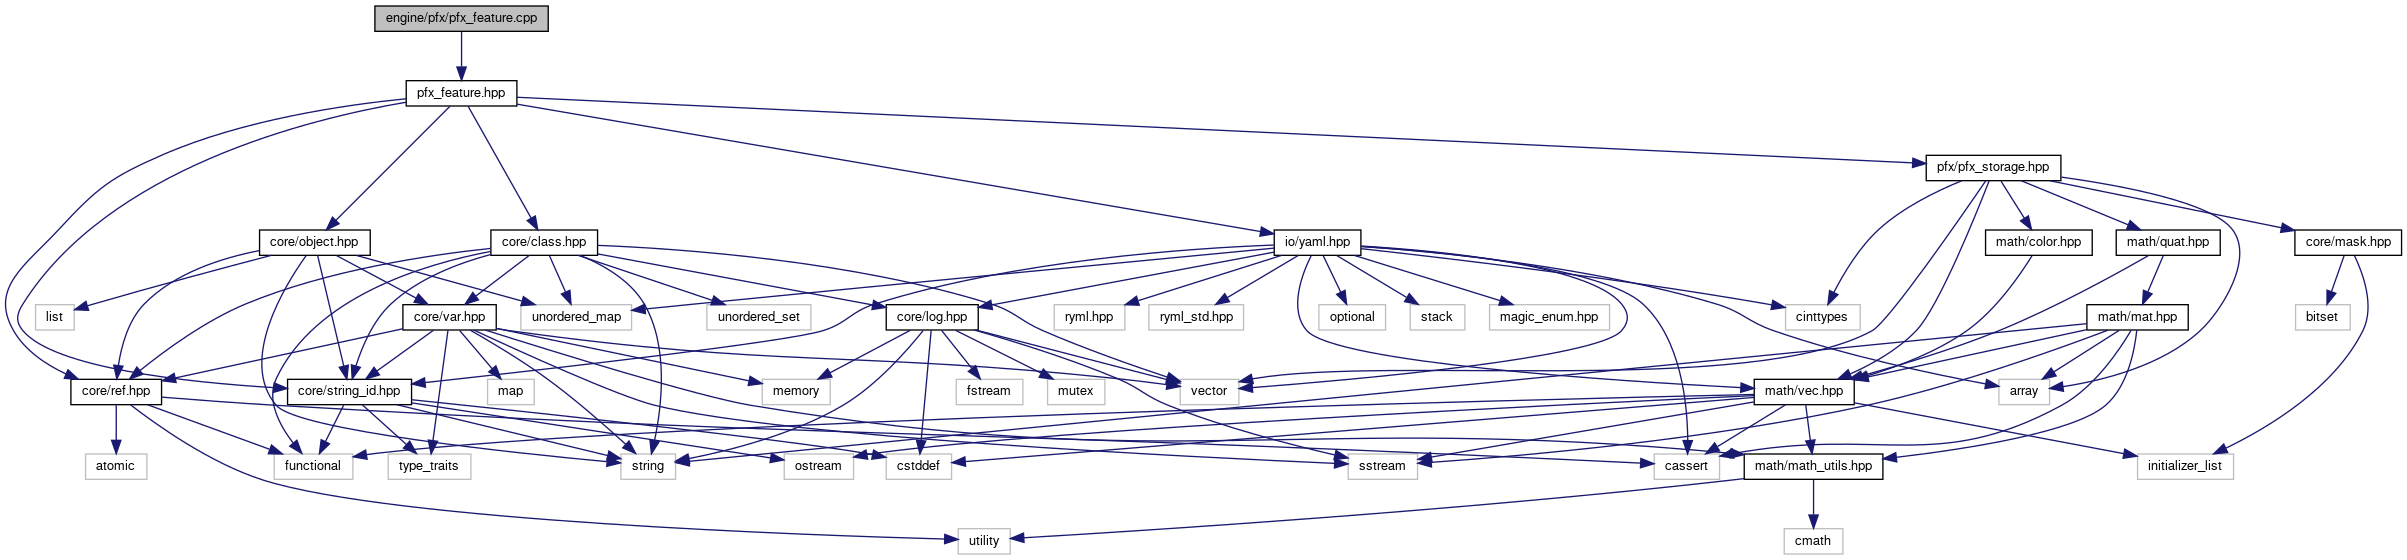 engine/pfx/pfx_feature.cpp
pfx_feature.hpp
pfx/pfx_storage.hpp
core/object.hpp
core/class.hpp
io/yaml.hpp
math/color.hpp
math/quat.hpp
core/mask.hpp
list
core/var.hpp
unordered_map
unordered_set
core/log.hpp
ryml.hpp
ryml_std.hpp
optional
stack
magic_enum.hpp
cinttypes
math/mat.hpp
bitset
core/ref.hpp
core/string_id.hpp
map
memory
fstream
mutex
vector
math/vec.hpp
array
atomic
functional
type_traits
string
ostream
cstddef
sstream
cassert
math/math_utils.hpp
initializer_list
utility
cmath